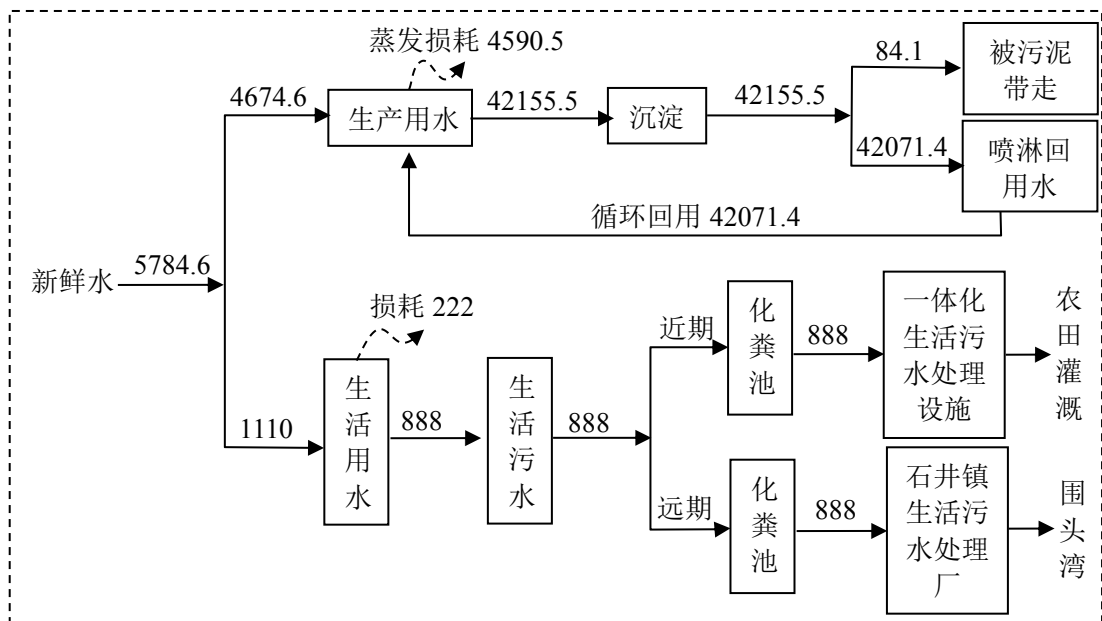 蒸发损耗 4590.5
84.1
被污泥
带走
4674.6
生产用水
42155.5
沉淀
42155.5
42071.4
喷淋回
用水
循环回用 42071.4
新鲜水
5784.6
损耗 222
1110
生
活
用
水
888
生
活
污
水
888
近期
化
粪
池
888
一体化
生活污
水处理
设施
农
田
灌
溉
远期
化
粪
池
888
石井镇
生活污
水处理
厂
围
头
湾